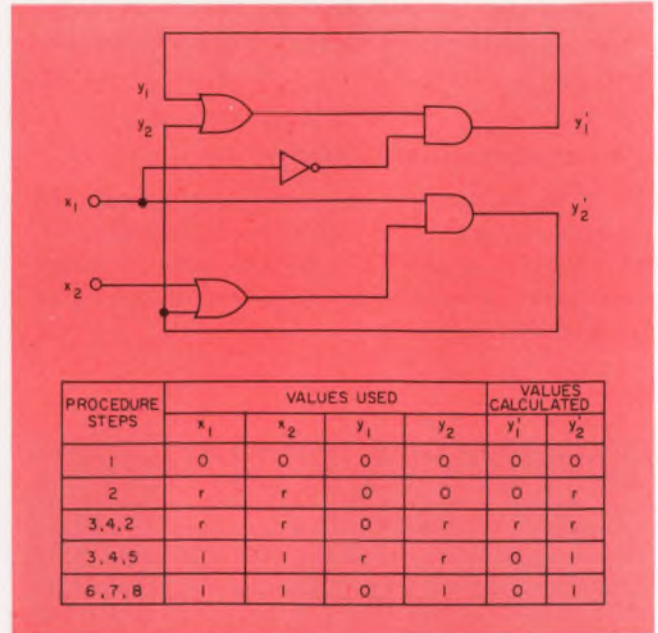 y1
y2
y1'
x1
y2'
x2
PROCEDURE STEPS VALUES USED VALUES CALCULATED
x1 x2 y1 y2 y1' y2'
1 0 0 0 0 0 0
2 r r 0 0 0 r
3,4,2 r r 0 r r r
3,4,5 1 1 r r 0 1
6,7,8 1 1 0 1 0 1